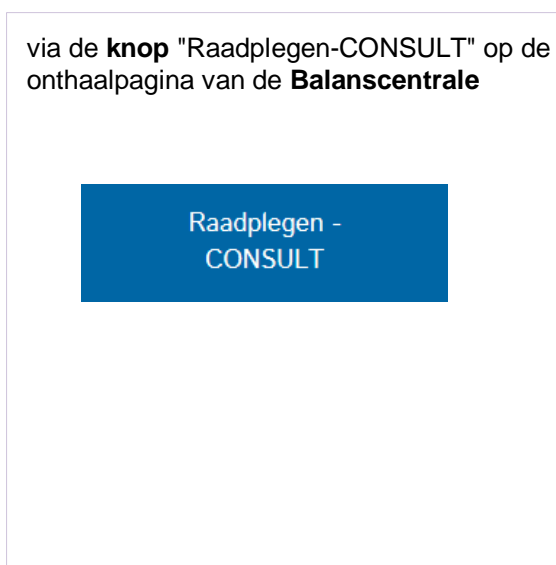 via de knop "Raadplegen-CONSULT" op de
onthaalpagina van de Balanscentrale
Raadplegen -
CONSULT